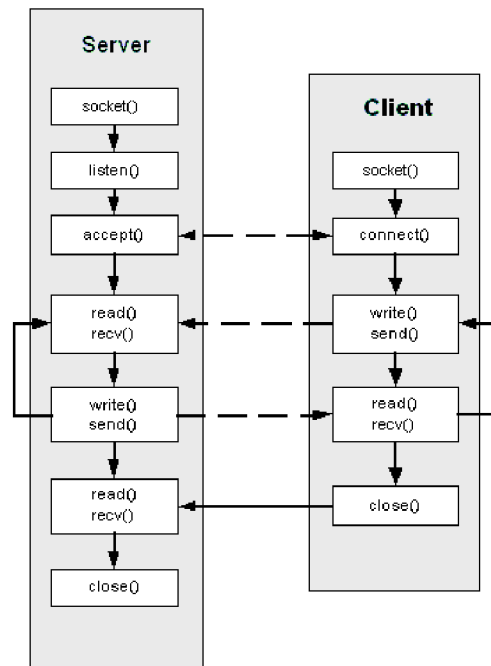 Server
socket()
listen()
accept()
read()
recv()
write()
send()
read()
recv()
close()
Client
socket()
connect()
write()
send()
read()
recv()
close()